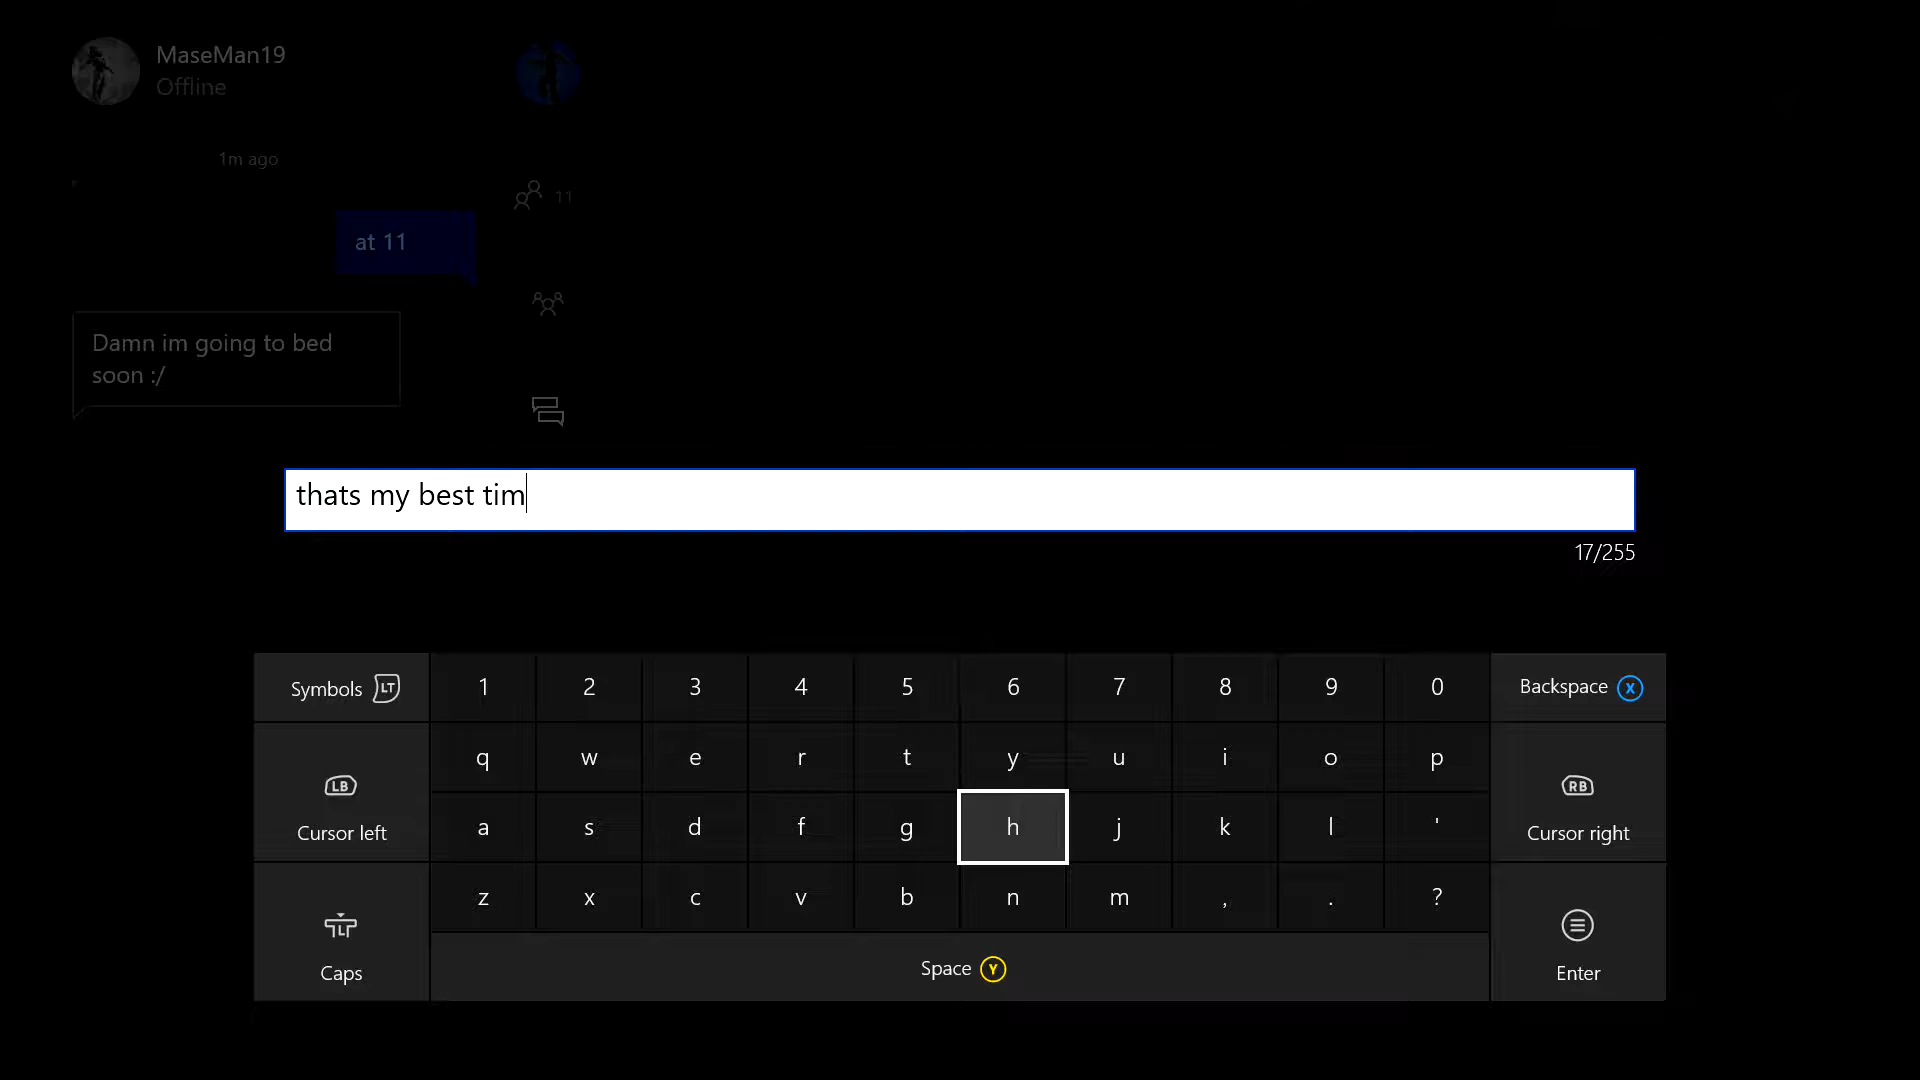 MaseMan19
Offline
1m ago
11
at 11
Damn im going to bed
soon :/
thats my best tim
17/255
Symbols LT 1 2 3 4 5 6 7 8 9 0 Backspace X
q w e r t y u i o p
LB RB
a s d f g h j k l '
Cursor left Cursor right
z x c v b n m , . ?
Caps Space Y Enter